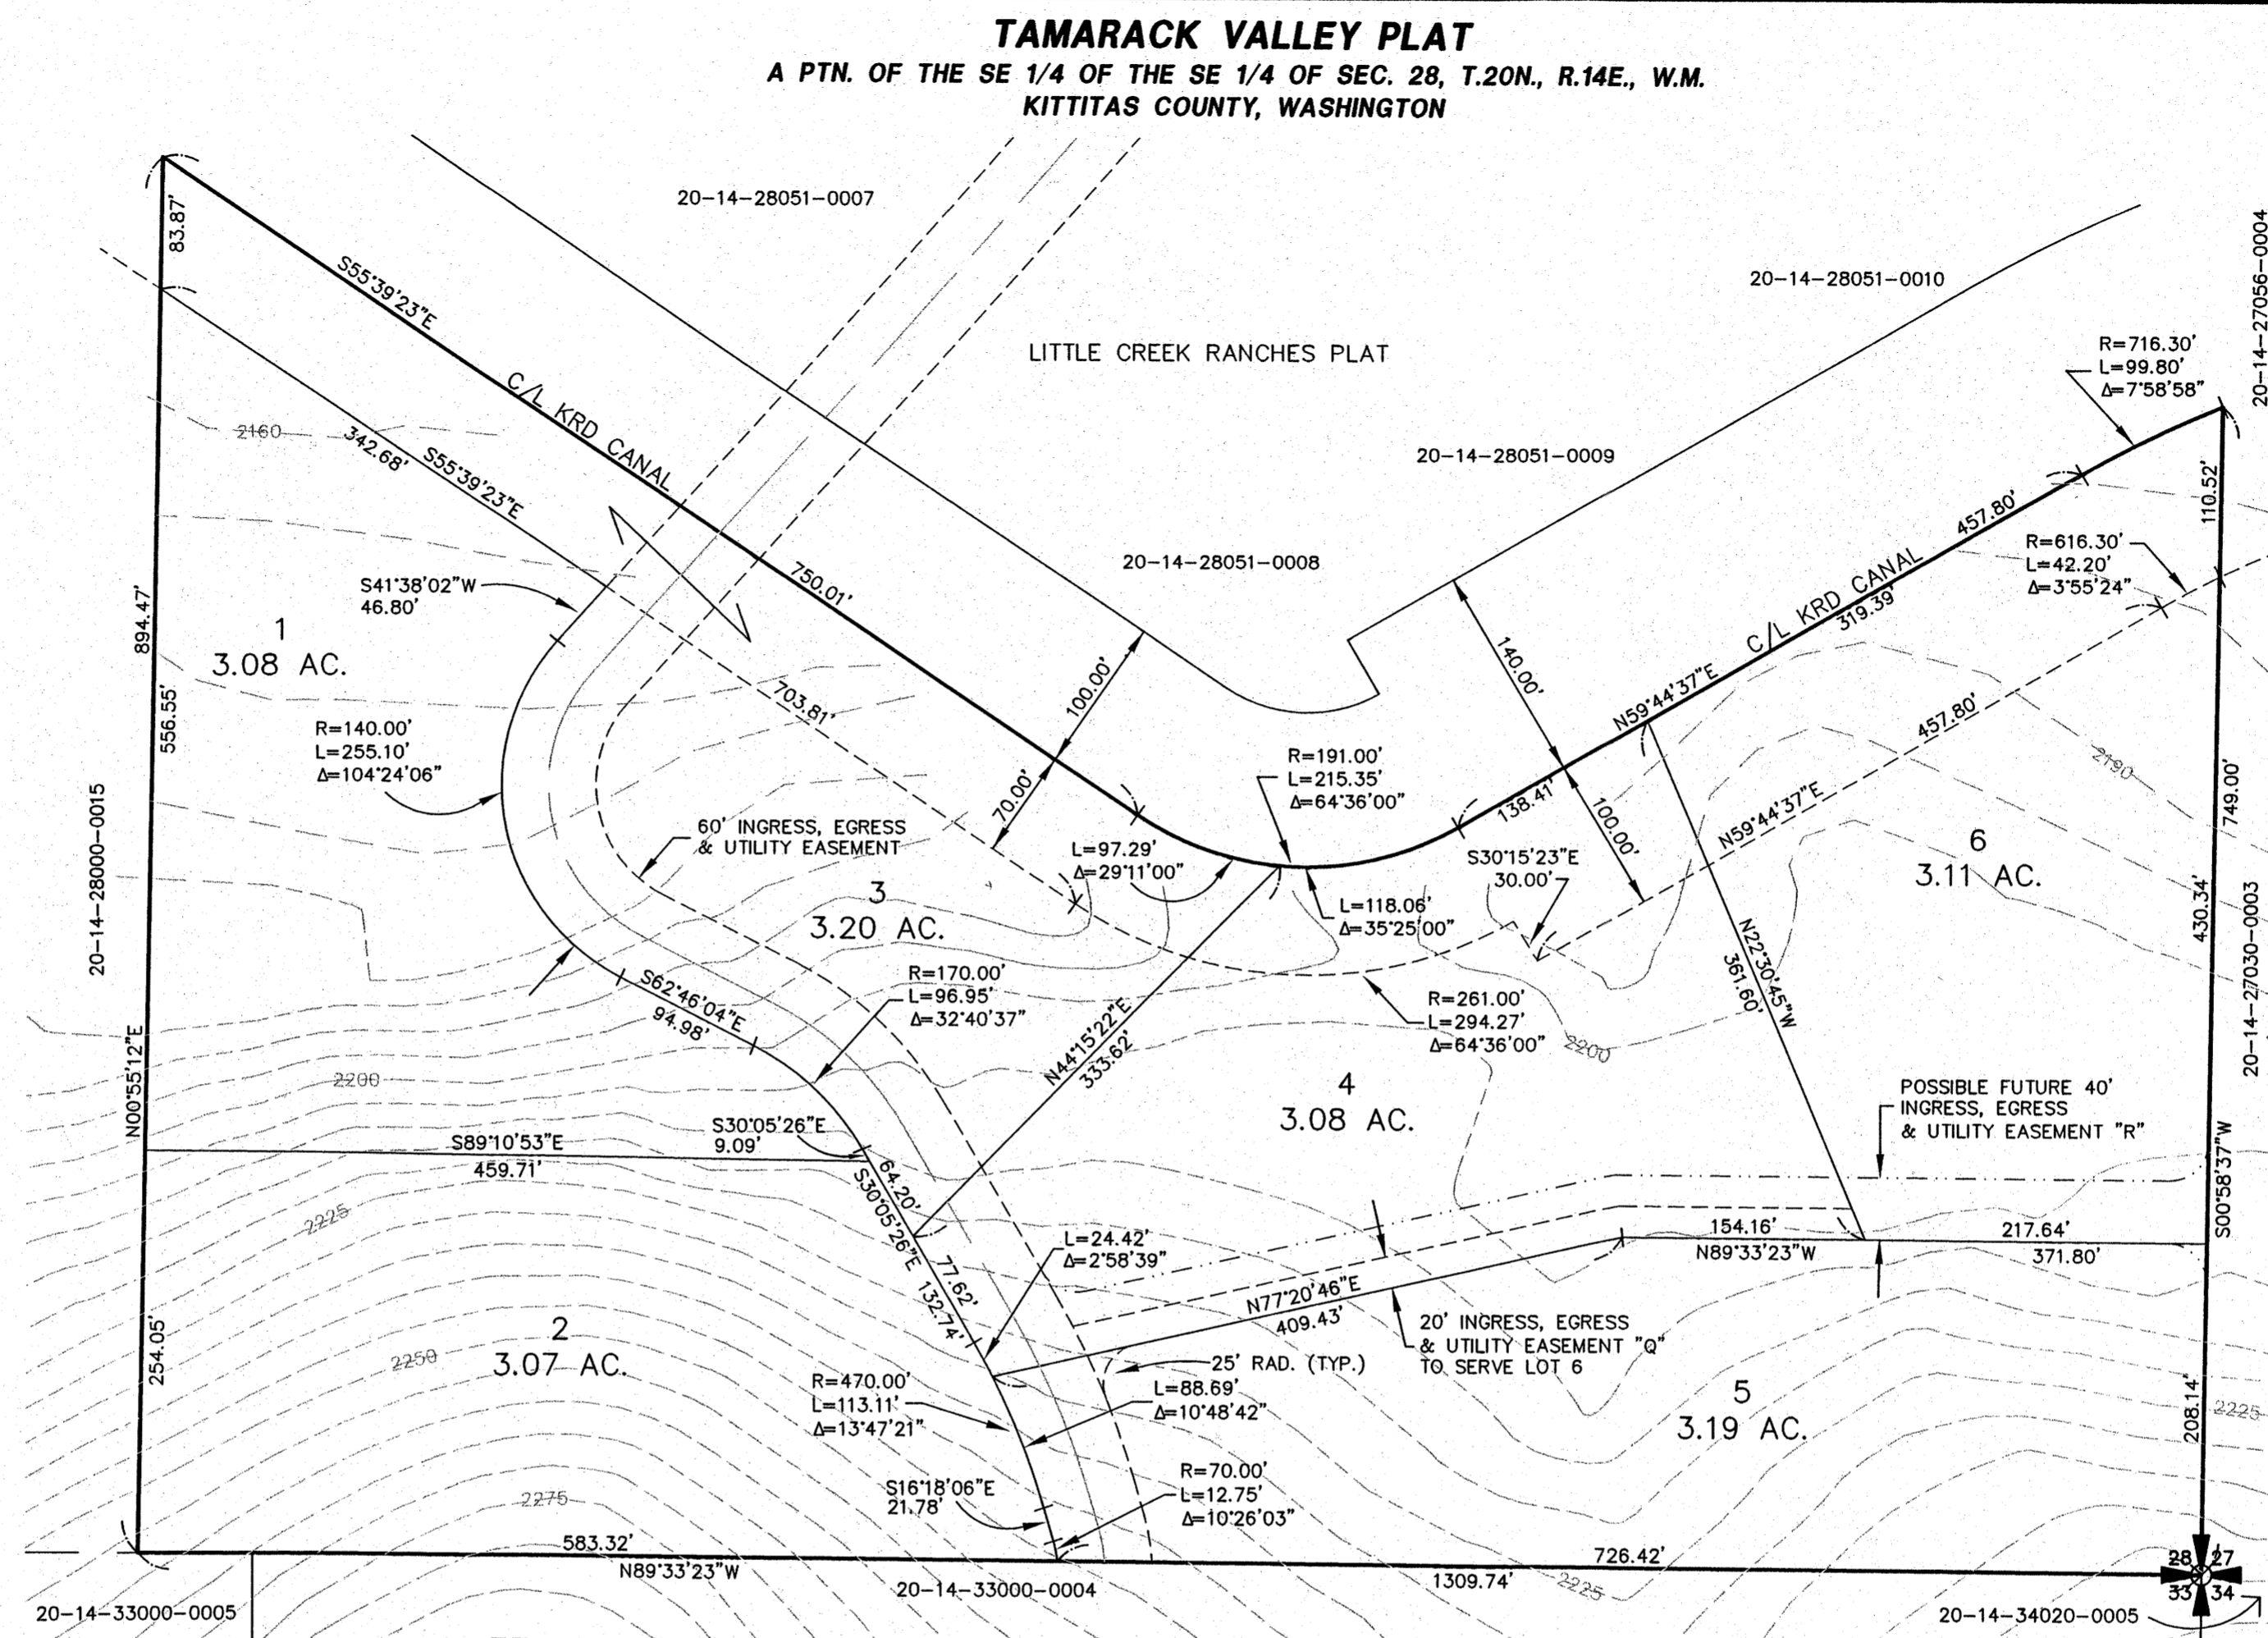 TAMARACK VALLEY PLAT
A PTN. OF THE SE 1/4 OF THE SE 1/4 OF SEC. 28, T.20N., R.14E., W.M.
KITTITAS COUNTY, WASHINGTON
20-14-28051-0007
20-14-28051-0010
20-14-27056-0004
83.87'
S55°39'23"E
LITTLE CREEK RANCHES PLAT
R=716.30'
L=99.80'
Δ=7°58'58"
C/L KRD CANAL
2160
342.68'
S55°39'23"E
20-14-28051-0009
110.52'
457.80'
20-14-28051-0008
R=616.30'
L=42.20'
Δ=3°55'24"
S41°38'02"W
46.80'
750.01'
C/L KRD CANAL
319.39'
894.47'
1
3.08 AC.
556.55'
703.81'
100.00'
140.00'
N59°44'37"E
457.80'
R=140.00'
L=255.10'
Δ=104°24'06"
R=191.00'
L=215.35'
Δ=64°36'00"
2190
749.00'
70.00'
138.41'
100.00'
N59°44'37"E
60' INGRESS, EGRESS
& UTILITY EASEMENT
L=97.29'
Δ=29°11'00"
S30°15'23"E
30.00'
6
3.11 AC.
20-14-28000-0015
3
3.20 AC.
L=118.06'
Δ=35°25'00"
430.34'
20-14-27030-0003
N22°30'45"W
361.60'
S62°46'04"E
94.98'
R=170.00'
L=96.95'
Δ=32°40'37"
R=261.00'
L=294.27'
Δ=64°36'00"
2200
N44°15'22"E
333.62'
N00°55'12"E
2200
4
3.08 AC.
POSSIBLE FUTURE 40'
INGRESS, EGRESS
& UTILITY EASEMENT "R"
S30°05'26"E
9.09'
S89°10'53"E
459.71'
S00°58'37"W
64.20'
S30°05'26"E 132.74'
77.62'
2225
L=24.42'
Δ=2°58'39"
154.16'
N89°33'23"W
217.64'
371.80'
N77°20'46"E
409.43'
254.05'
2
3.07 AC.
2250
20' INGRESS, EGRESS
& UTILITY EASEMENT "Q"
TO SERVE LOT 6
25' RAD. (TYP.)
R=470.00'
L=113.11'
Δ=13°47'21"
L=88.69'
Δ=10°48'42"
5
3.19 AC.
208.14'
2225
S16°18'06"E
21.78'
R=70.00'
L=12.75'
Δ=10°26'03"
2275
583.32'
N89°33'23"W
726.42'
1309.74'
2225
28 27
33 34
20-14-33000-0004
20-14-33000-0005
20-14-34020-0005